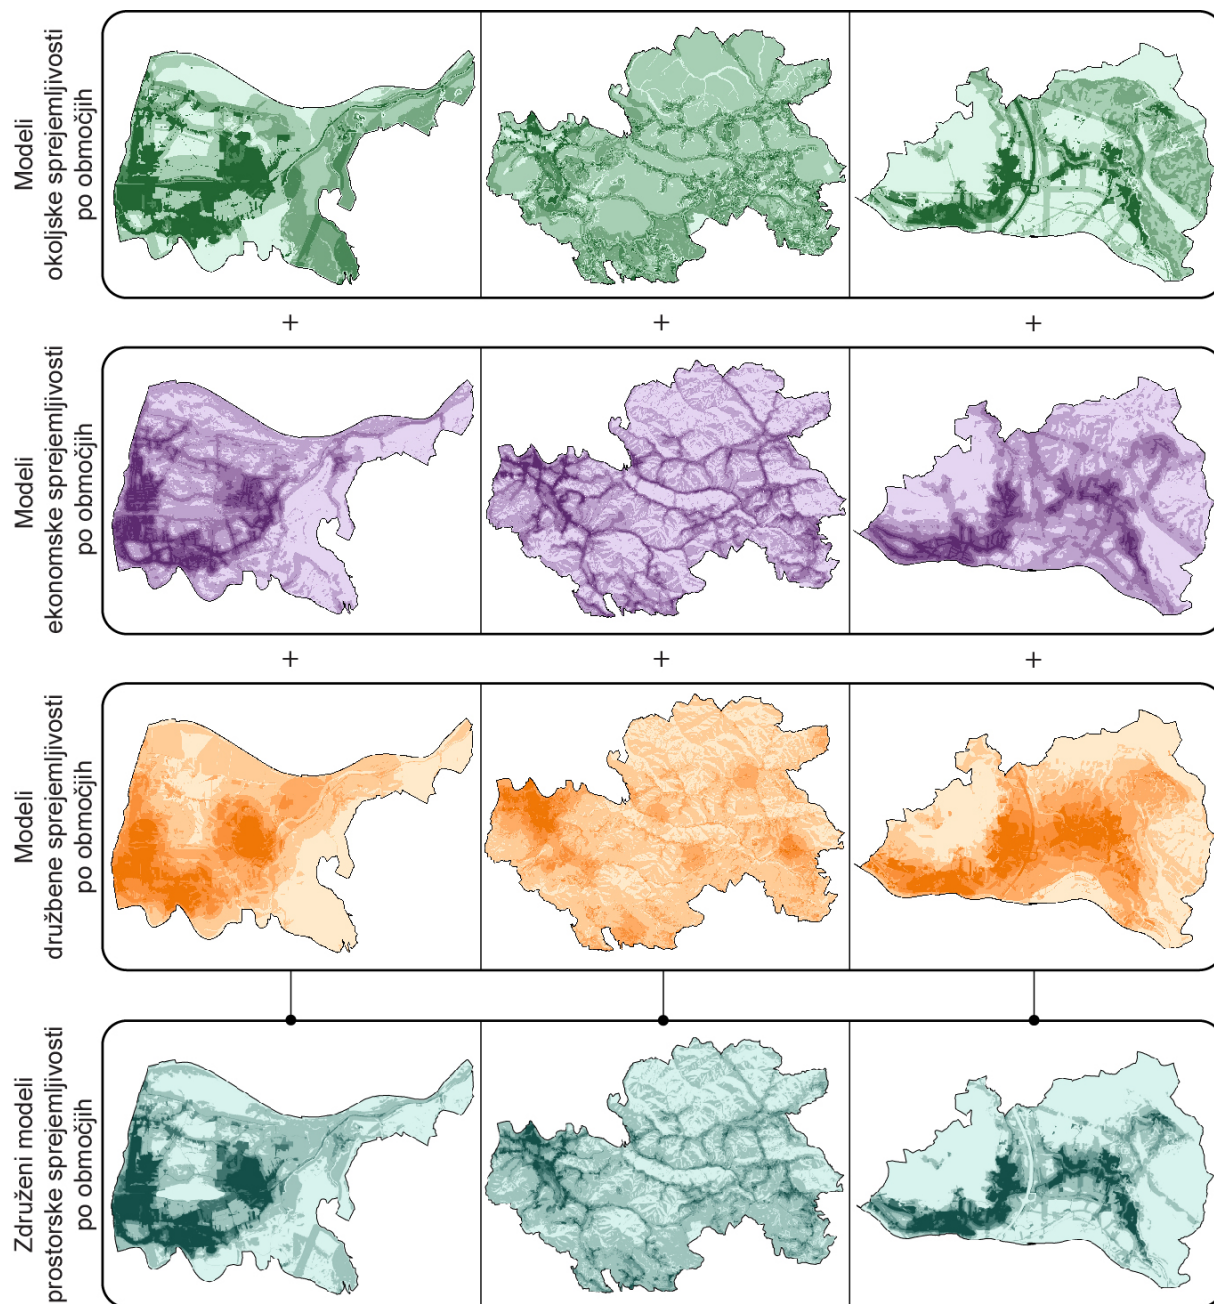 Modeli
okoljske sprejemljivosti
po območjih
+ + +
Modeli
ekonomske sprejemljivosti
po območjih
+ + +
Modeli
družbene sprejemljivosti
po območjih
Združeni modeli
prostorske sprejemljivosti
po območjih